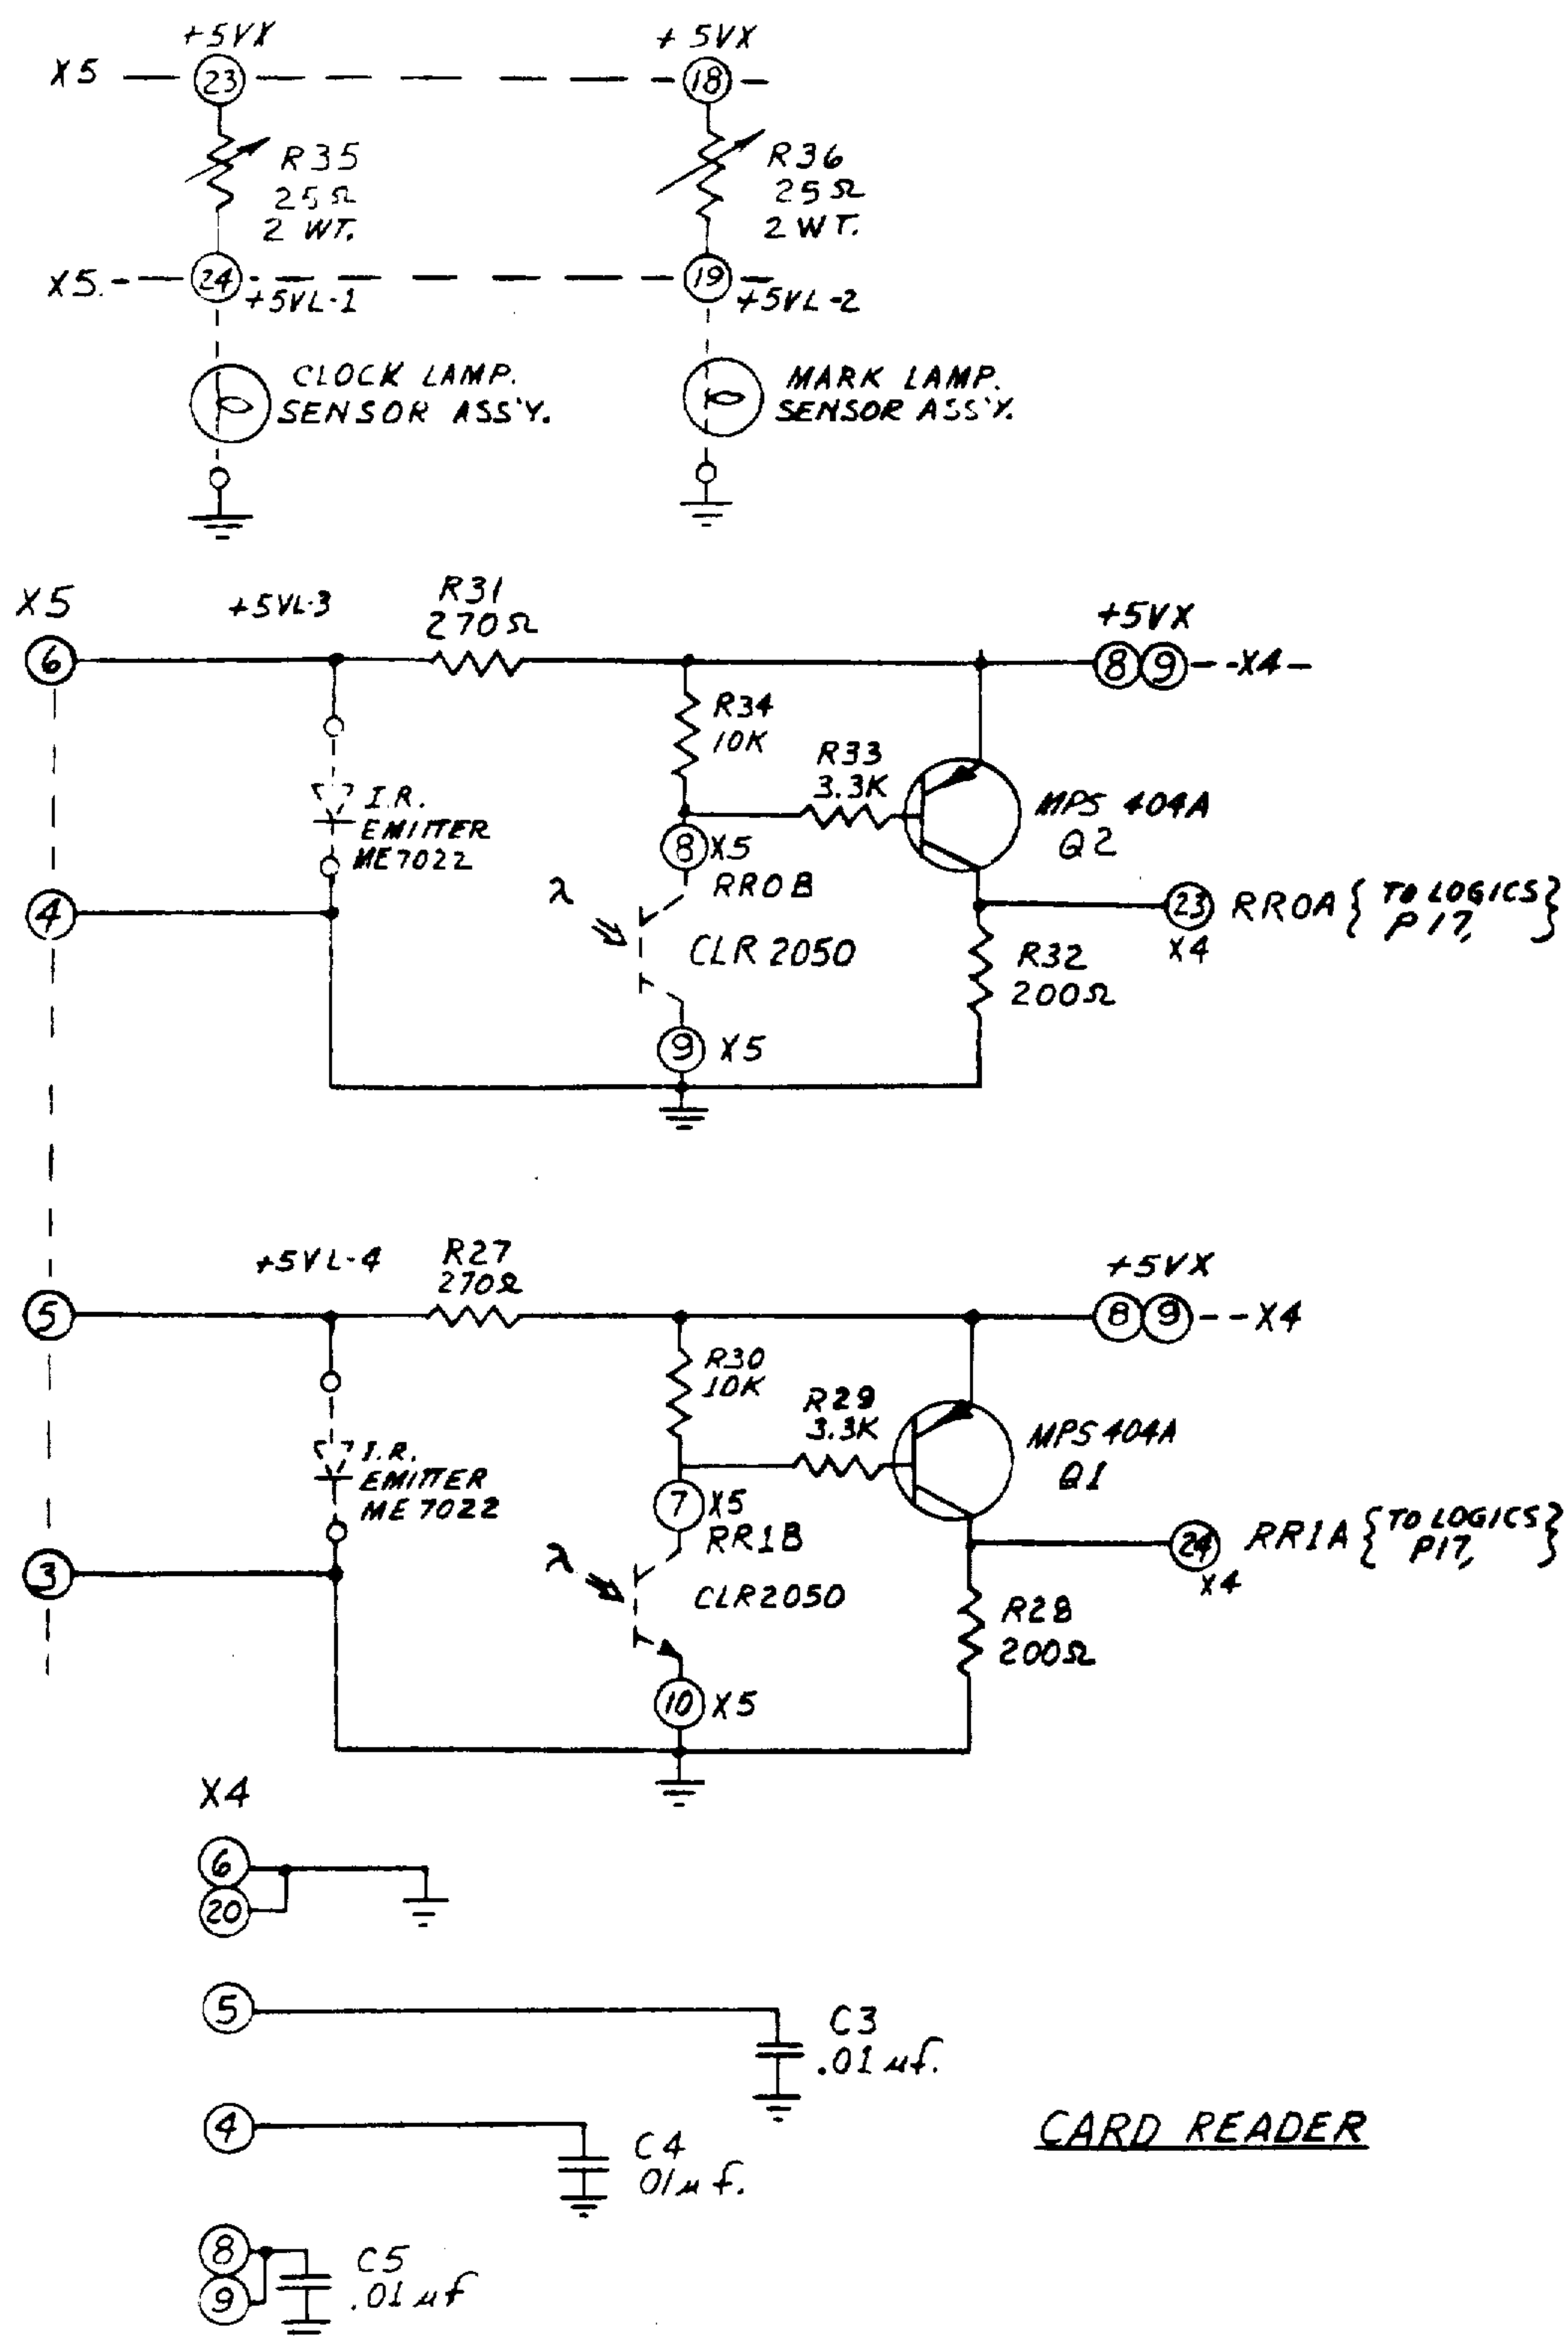 +5VX
+5VX
X5
23
18
R35
25Ω
2 WT.
R36
25Ω
2 WT.
X5.
24
+5VL-1
19
+5VL-2
CLOCK LAMP.
SENSOR ASS'Y.
MARK LAMP.
SENSOR ASS'Y.
X5
+5VL-3
R31
270Ω
+5VX
6
8 9 X4
R34
10K
R33
3.3K
I.R.
EMITTER
ME7022
MPS 404A
Q2
8 X5
RR0B
λ
4
CLR 2050
23
X4
RR0A { TO LOGICS }
P17,
R32
200Ω
9 X5
+5VL-4
R27
270Ω
+5VX
5
8 9 X4
R30
10K
R29
3.3K
I.R.
EMITTER
ME 7022
MPS 404A
Q1
7 X5
RR1B
λ
3
CLR2050
24
X4
RR1A { TO LOGICS }
P17,
R28
200Ω
10 X5
X4
6
20
5
C3
.01 µf.
4
C4
01µf.
8
9
C5
.01 µf
CARD READER